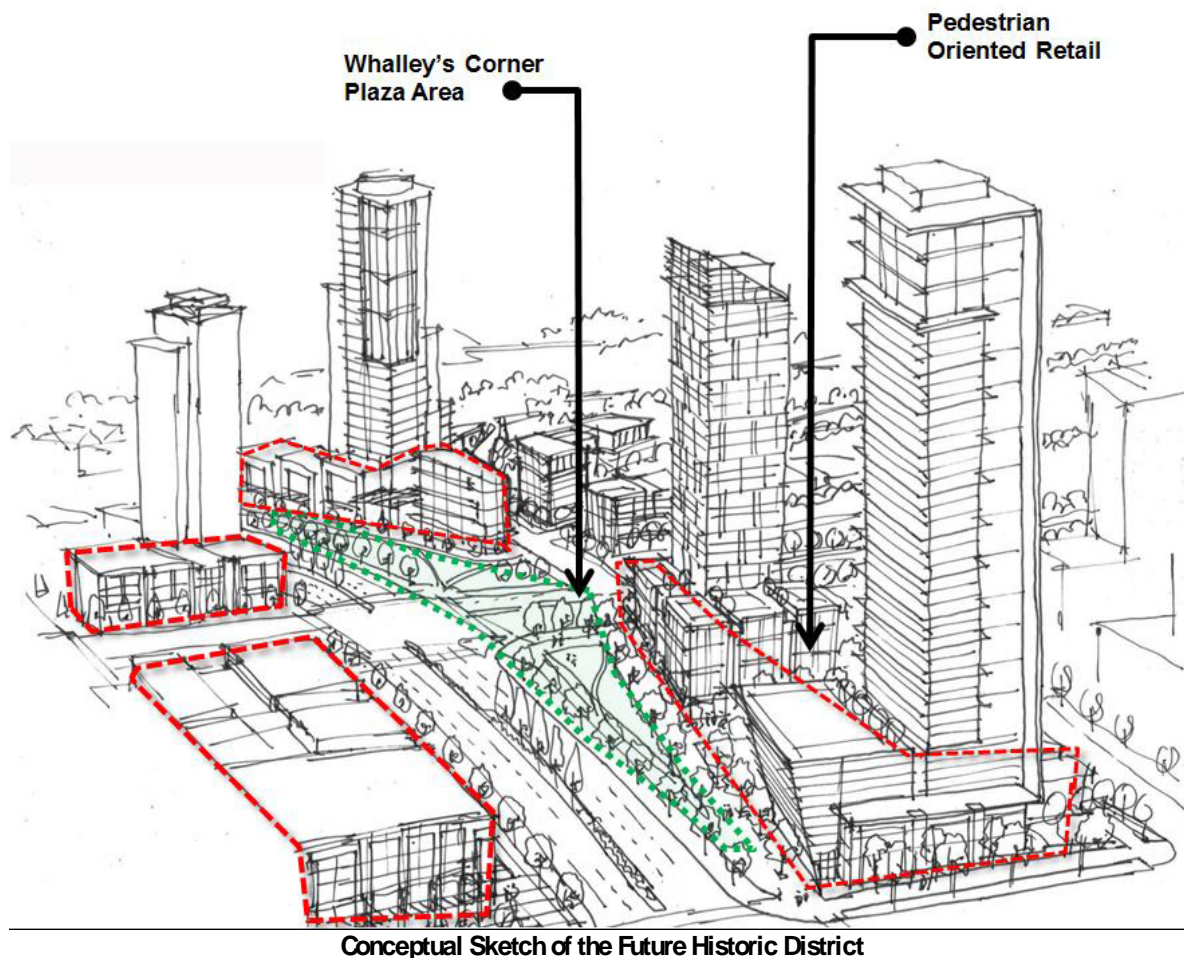 Whalley's Corner
Plaza Area
Pedestrian
Oriented Retail
Conceptual Sketch of the Future Historic District